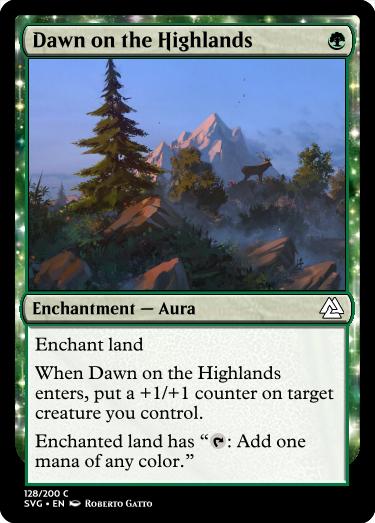 Dawn on the Highlands
Enchantment — Aura
Enchant land
When Dawn on the Highlands
enters, put a +1/+1 counter on target
creature you control.
Enchanted land has “: Add one
mana of any color.”
128/200 C
SVG • EN Roberto Gatto